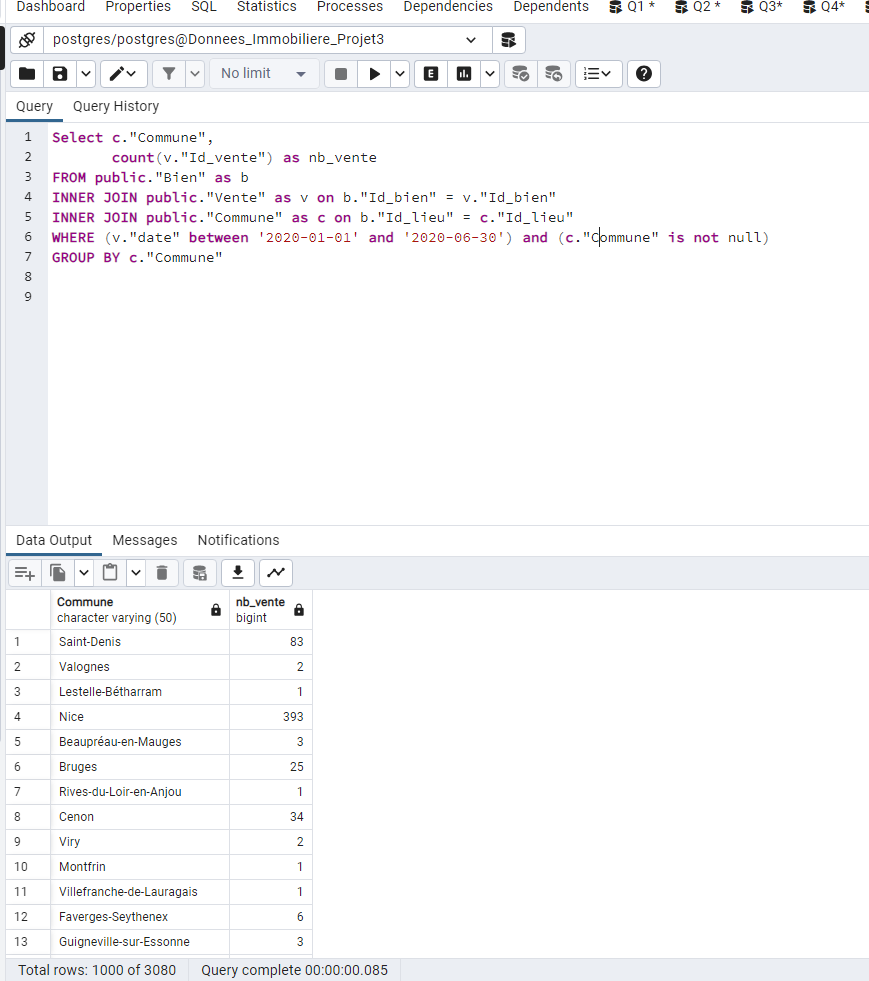 Dashboard Properties SQL Statistics Processes Dependencies Dependents Q1 * Q2 * Q3* Q4*
postgres/postgres@Donnees_Immobiliere_Projet3
No limit E
Query Query History
1 Select c."Commune",
2 count(v."Id_vente") as nb_vente
3 FROM public."Bien" as b
4 INNER JOIN public."Vente" as v on b."Id_bien" = v."Id_bien"
5 INNER JOIN public."Commune" as c on b."Id_lieu" = c."Id_lieu"
6 WHERE (v."date" between '2020-01-01' and '2020-06-30') and (c."Commune" is not null)
7 GROUP BY c."Commune"
8
9
Data Output Messages Notifications
Commune nb_vente
character varying (50) bigint
1 Saint-Denis 83
2 Valognes 2
3 Lestelle-Bétharram 1
4 Nice 393
5 Beaupréau-en-Mauges 3
6 Bruges 25
7 Rives-du-Loir-en-Anjou 1
8 Cenon 34
9 Viry 2
10 Montfrin 1
11 Villefranche-de-Lauragais 1
12 Faverges-Seythenex 6
13 Guigneville-sur-Essonne 3
Total rows: 1000 of 3080 Query complete 00:00:00.085